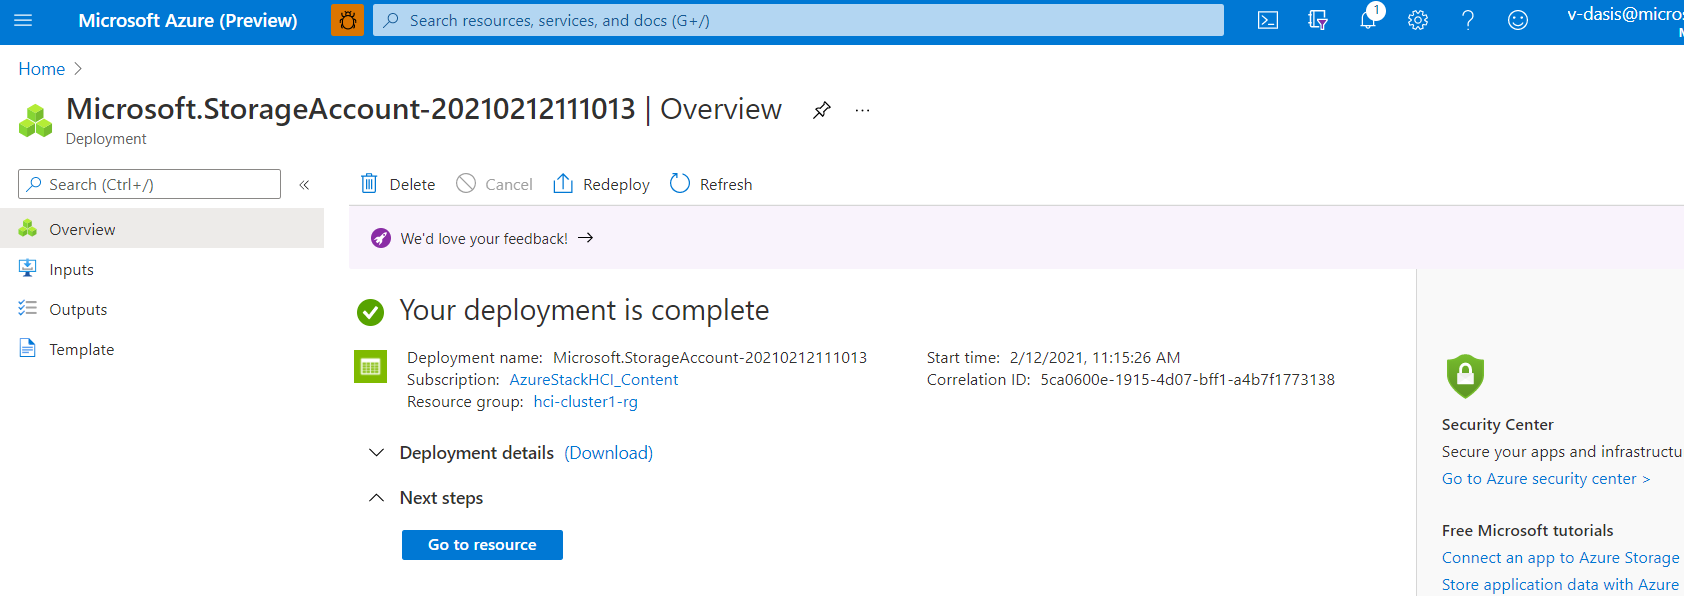 Microsoft Azure (Preview)
Search resources, services, and docs (G+/)
1
v-dasis@micros
Home
Microsoft.StorageAccount-20210212111013 | Overview
Deployment
Search (Ctrl+/)
Delete
Cancel
Redeploy
Refresh
Overview
Inputs
Outputs
Template
We'd love your feedback!
Your deployment is complete
Deployment name: Microsoft.StorageAccount-20210212111013
Subscription: AzureStackHCI_Content
Resource group: hci-cluster1-rg
Start time: 2/12/2021, 11:15:26 AM
Correlation ID: 5ca0600e-1915-4d07-bff1-a4b7f1773138
Deployment details (Download)
Next steps
Go to resource
Security Center
Secure your apps and infrastructu
Go to Azure security center >
Free Microsoft tutorials
Connect an app to Azure Storage
Store application data with Azure